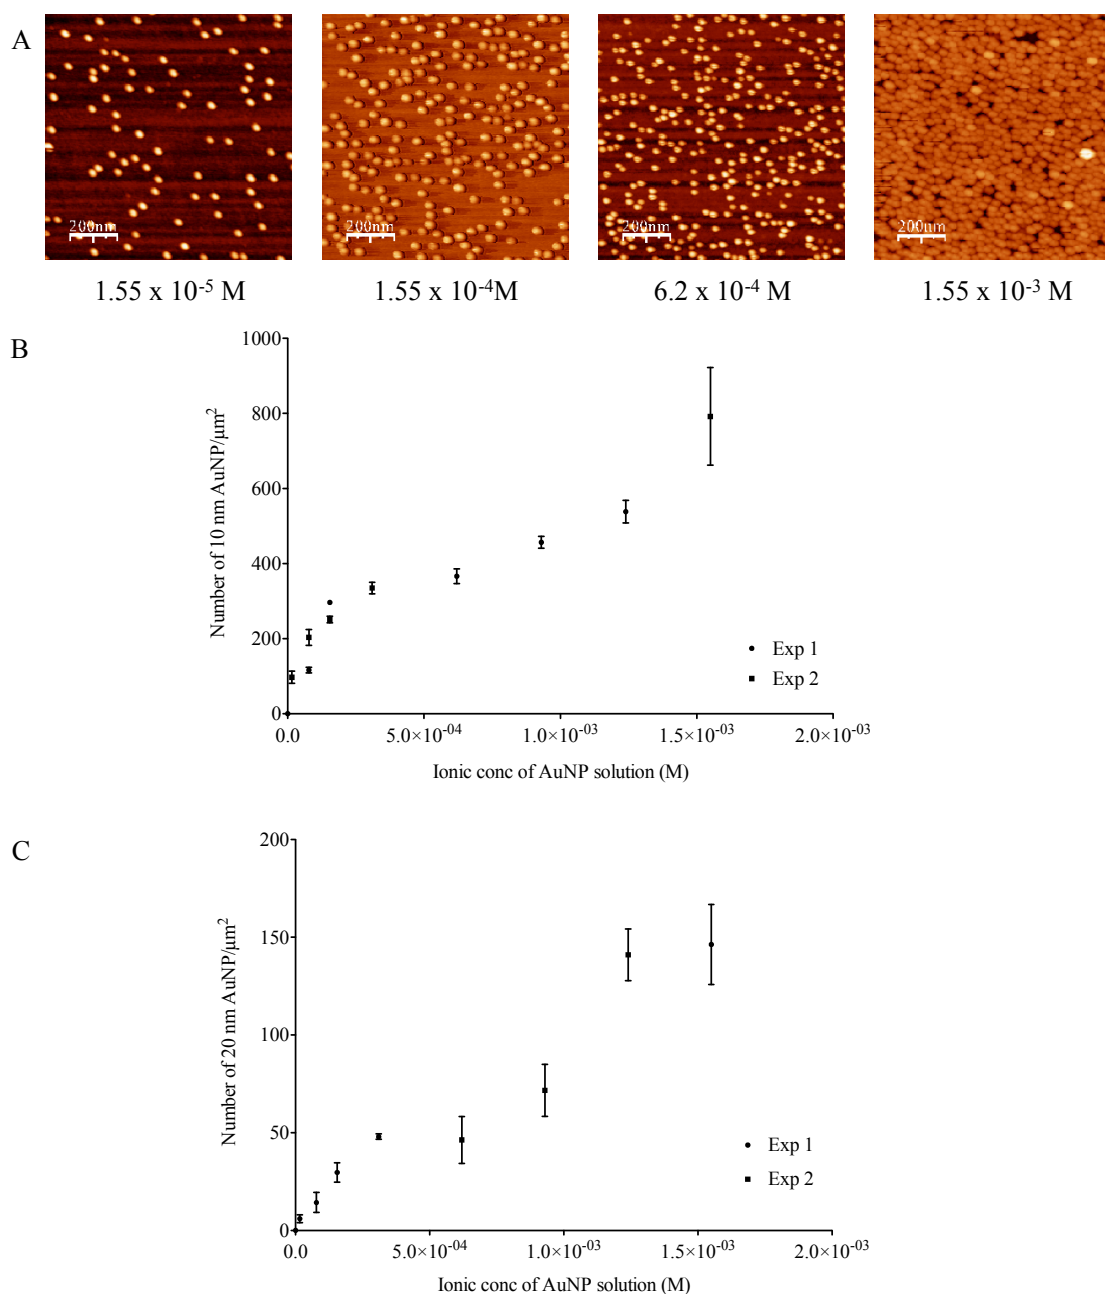 A
200nm
200nm
200nm
200nm
1.55 x 10⁻⁵ M
1.55 x 10⁻⁴M
6.2 x 10⁻⁴ M
1.55 x 10⁻³ M
B
1000
800
600
400
200
0
Number of 10 nm AuNP/µm²
Exp 1
Exp 2
0.0
5.0×10⁻⁰⁴
1.0×10⁻⁰³
1.5×10⁻⁰³
2.0×10⁻⁰³
Ionic conc of AuNP solution (M)
C
200
150
100
50
0
Number of 20 nm AuNP/µm²
Exp 1
Exp 2
0.0
5.0×10⁻⁰⁴
1.0×10⁻⁰³
1.5×10⁻⁰³
2.0×10⁻⁰³
Ionic conc of AuNP solution (M)